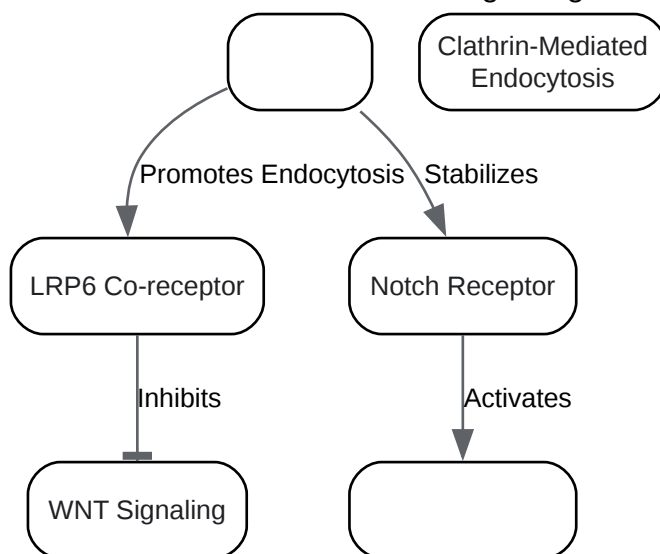 Clathrin-Mediated
Endocytosis
Promotes Endocytosis
Stabilizes
LRP6 Co-receptor
Notch Receptor
Inhibits
Activates
WNT Signaling